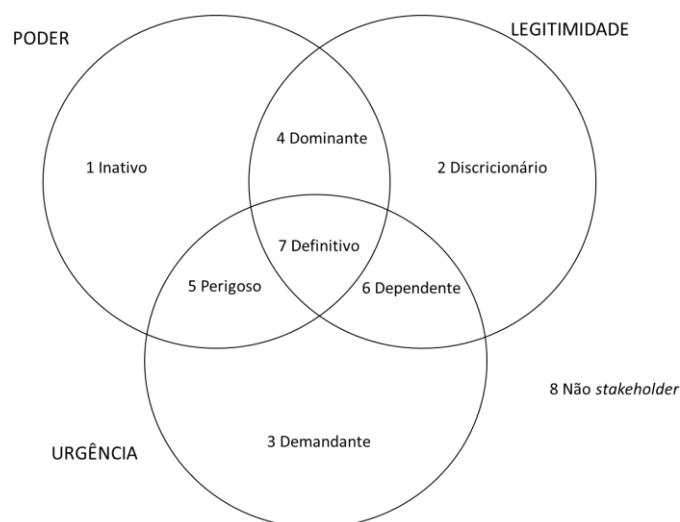 LEGITIMIDADE
PODER
4 Dominante
1 Inativo
2 Discricionário
7 Definitivo
5 Perigoso
6 Dependente
8 Não stakeholder
3 Demandante
URGÊNCIA